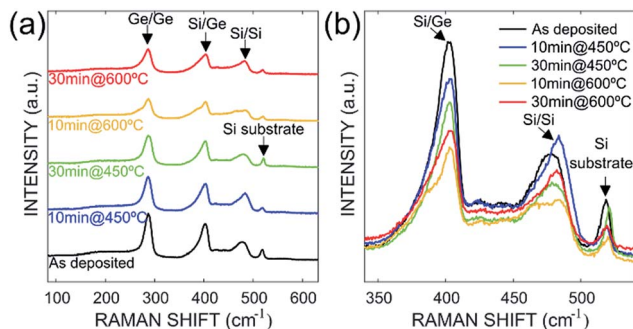 (a)
Ge/Ge
Si/Ge
Si/Si
30min@600ºC
10min@600ºC
Si substrate
30min@450ºC
10min@450ºC
As deposited
INTENSITY (a.u.)
100 200 300 400 500 600
RAMAN SHIFT (cm⁻¹)
(b)
Si/Ge
As deposited
10min@450ºC
30min@450ºC
10min@600ºC
30min@600ºC
Si/Si
Si
substrate
INTENSITY (a.u.)
350 400 450 500
RAMAN SHIFT (cm⁻¹)